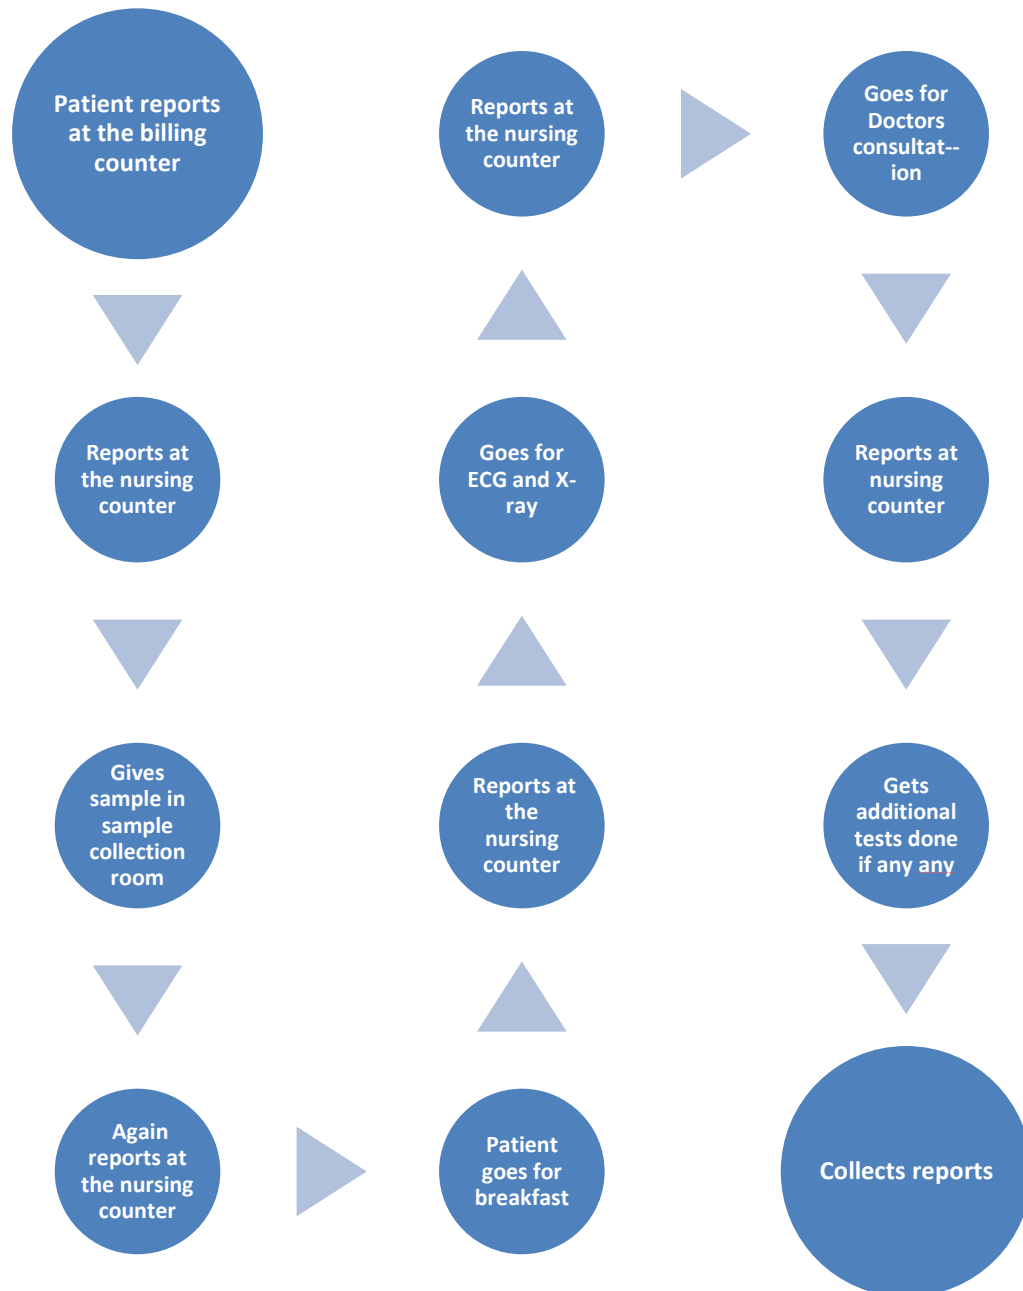 Patient reports
at the billing
counter
Reports at
the nursing
counter
Gives
sample in
sample
collection
room
Again
reports at
the nursing
counter
Patient
goes for
breakfast
Reports at
the
nursing
counter
Goes for
ECG and X-
ray
Reports at
the nursing
counter
Goes for
Doctors
consultat--
ion
Reports at
nursing
counter
Gets
additional
tests done
if any any
Collects reports